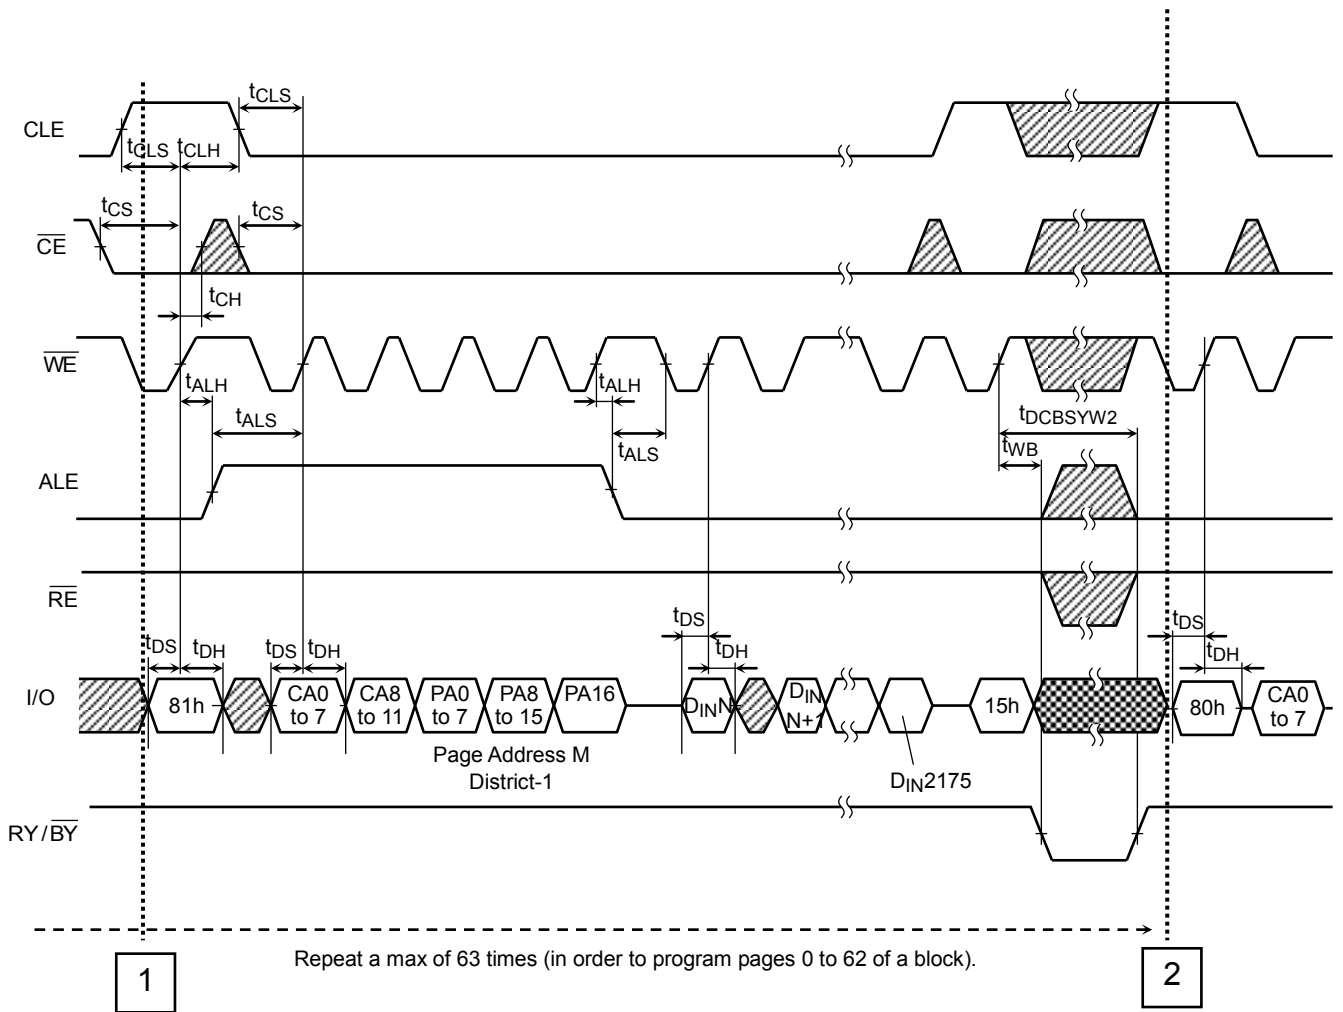 tCLS
CLE
tCLS tCLH
tCS
tCS
CE
tCH
WE
tALH
tALH
tDCBSYW2
tALS
tALS
tWB
ALE
RE
tDS
tDH
tDS
tDH
tDS
tDH
tDS
tDH
I/O
81h
CA0
to 7
CA8
to 11
PA0
to 7
PA8
to 15
PA16
DINN
DIN
N+1
15h
80h
CA0
to 7
Page Address M
District-1
DIN2175
RY/BY
Repeat a max of 63 times (in order to program pages 0 to 62 of a block).
1
2